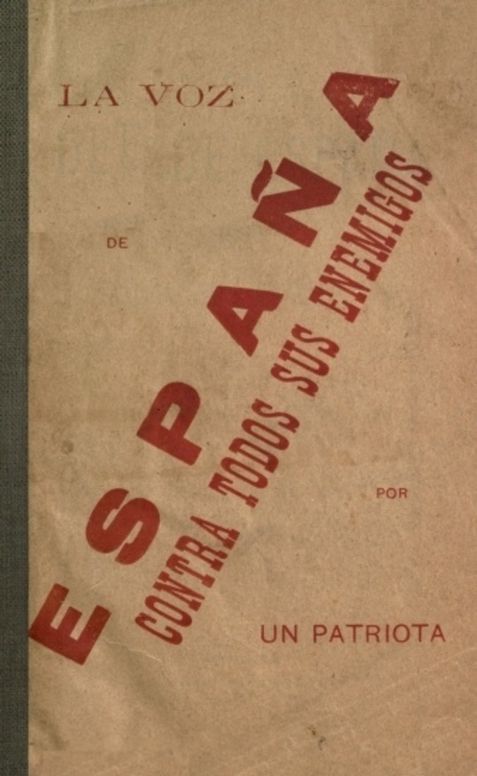 LA VOZ
DE
ESPAÑA
CONTRA TODOS SUS ENEMIGOS
POR
UN PATRIOTA